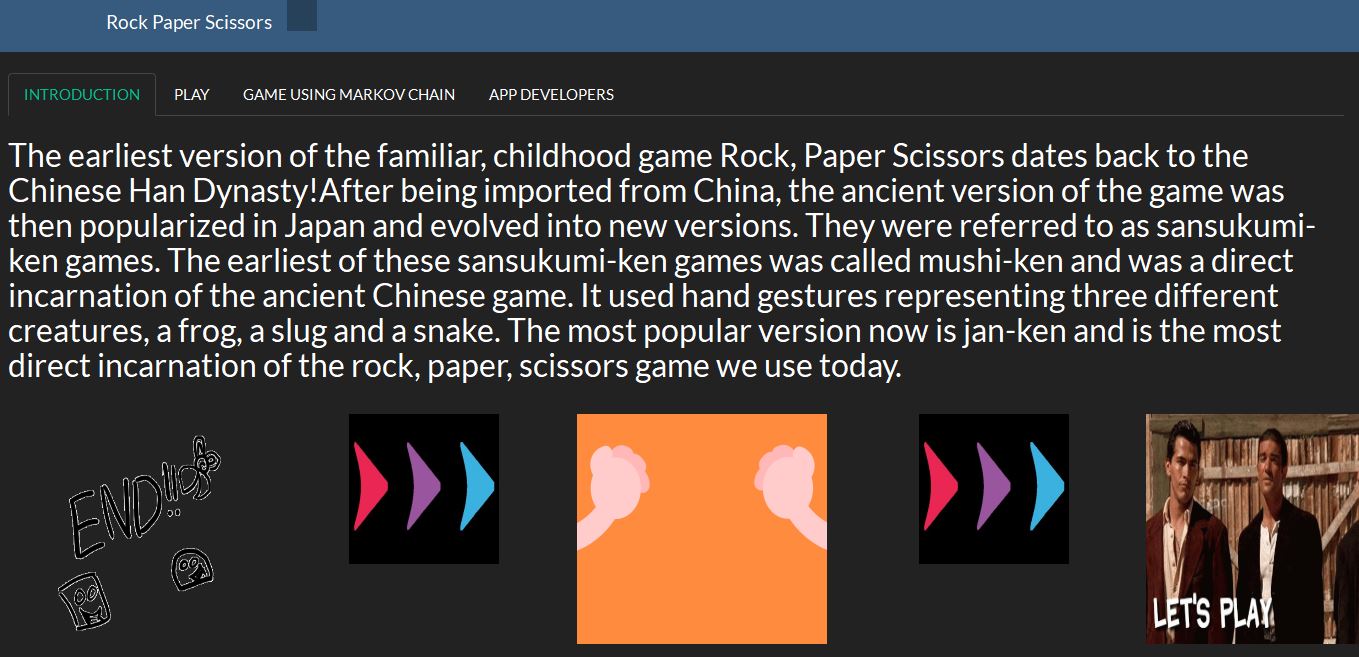 Rock Paper Scissors
INTRODUCTION PLAY GAME USING MARKOV CHAIN APP DEVELOPERS
The earliest version of the familiar, childhood game Rock, Paper Scissors dates back to the
Chinese Han Dynasty!After being imported from China, the ancient version of the game was
then popularized in Japan and evolved into new versions. They were referred to as sansukumi-
ken games. The earliest of these sansukumi-ken games was called mushi-ken and was a direct
incarnation of the ancient Chinese game. It used hand gestures representing three different
creatures, a frog, a slug and a snake. The most popular version now is jan-ken and is the most
direct incarnation of the rock, paper, scissors game we use today.
END!!
LET'S PLAY